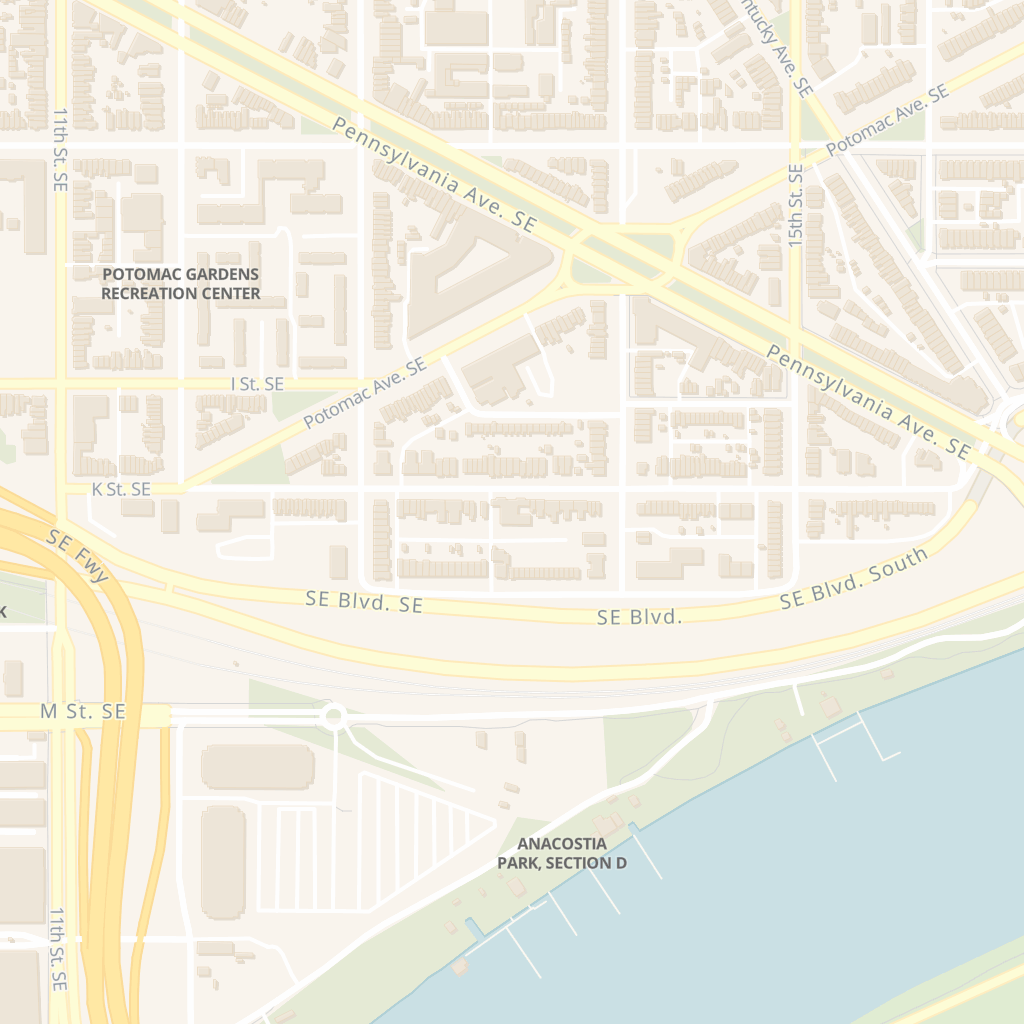 ntucky Ave. SE
Potomac Ave. SE
11th St. SE
Pennsylvania Ave. SE
15th St. SE
POTOMAC GARDENS
RECREATION CENTER
I St. SE
Potomac Ave. SE
Pennsylvania Ave. SE
K St. SE
SE Fwy
SE Blvd. SE
SE Blvd.
SE Blvd. South
K
M St. SE
ANACOSTIA
PARK, SECTION D
11th St. SE